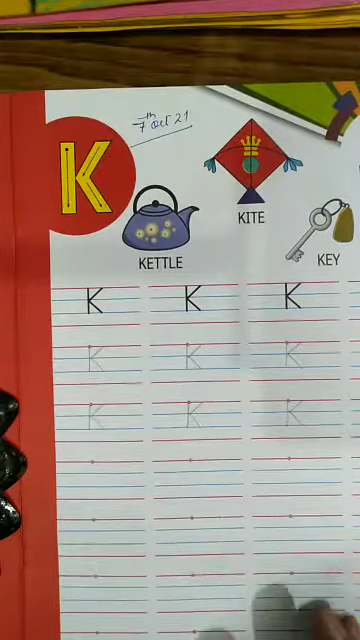 7th Oct 21
K
KITE
KETTLE
KEY
K K K
K K K
K K K